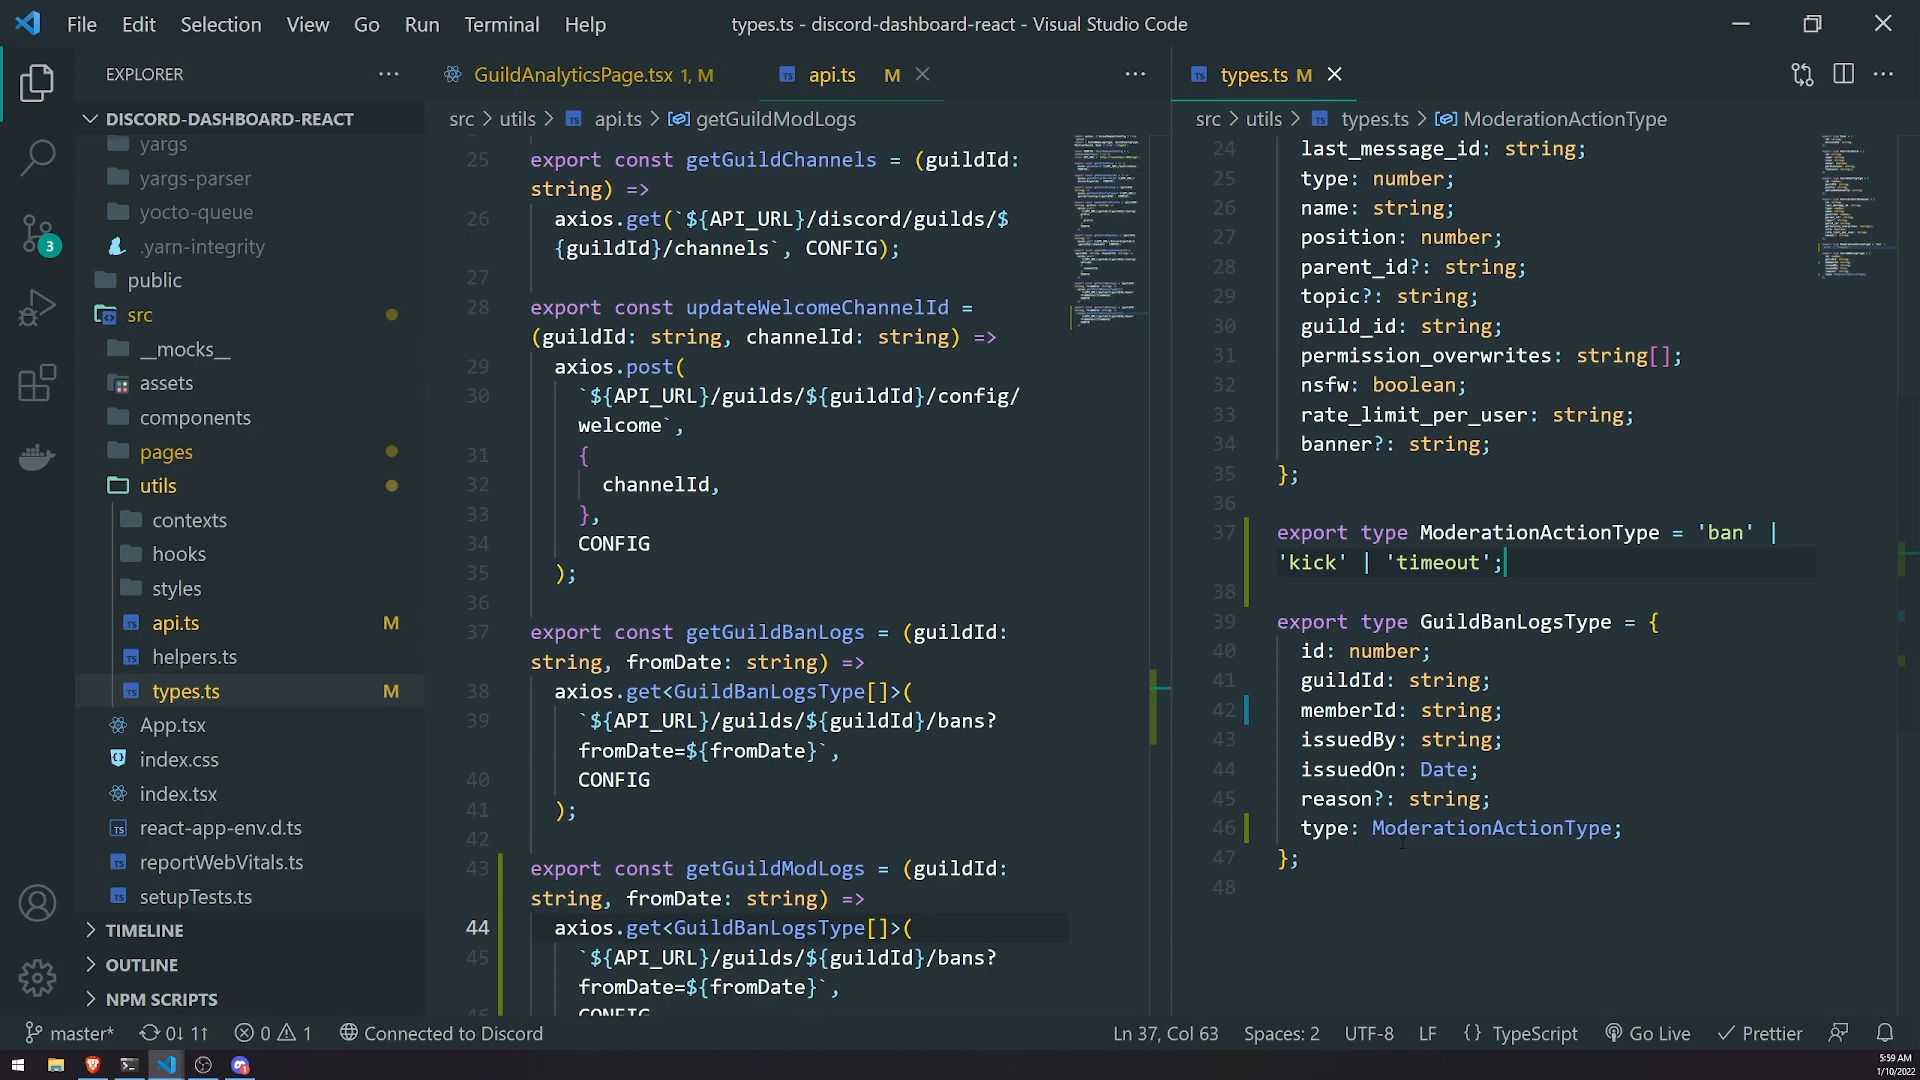 File Edit Selection View Go Run Terminal Help
types.ts - discord-dashboard-react - Visual Studio Code
EXPLORER
DISCORD-DASHBOARD-REACT
yargs
yargs-parser
yocto-queue
.yarn-integrity
public
src
__mocks__
assets
components
pages
utils
contexts
hooks
styles
api.ts M
helpers.ts
types.ts M
App.tsx
index.css
index.tsx
react-app-env.d.ts
reportWebVitals.ts
setupTests.ts
TIMELINE
OUTLINE
NPM SCRIPTS
3
GuildAnalyticsPage.tsx 1, M
api.ts M
src > utils > api.ts > getGuildModLogs
25 export const getGuildChannels = (guildId:
string) =>
26 axios.get(`${API_URL}/discord/guilds/$
{guildId}/channels`, CONFIG);
27
28 export const updateWelcomeChannelId =
(guildId: string, channelId: string) =>
29 axios.post(
30 `${API_URL}/guilds/${guildId}/config/
welcome`,
31 {
32 channelId,
33 },
34 CONFIG
35 );
36
37 export const getGuildBanLogs = (guildId:
string, fromDate: string) =>
38 axios.get<GuildBanLogsType[]>(
39 `${API_URL}/guilds/${guildId}/bans?
fromDate=${fromDate}`,
40 CONFIG
41 );
42
43 export const getGuildModLogs = (guildId:
string, fromDate: string) =>
44 axios.get<GuildBanLogsType[]>(
45 `${API_URL}/guilds/${guildId}/bans?
fromDate=${fromDate}`,
46 CONFIG
types.ts M
src > utils > types.ts > ModerationActionType
24 last_message_id: string;
25 type: number;
26 name: string;
27 position: number;
28 parent_id?: string;
29 topic?: string;
30 guild_id: string;
31 permission_overwrites: string[];
32 nsfw: boolean;
33 rate_limit_per_user: string;
34 banner?: string;
35 };
36
37 export type ModerationActionType = 'ban' |
'kick' | 'timeout';
38
39 export type GuildBanLogsType = {
40 id: number;
41 guildId: string;
42 memberId: string;
43 issuedBy: string;
44 issuedOn: Date;
45 reason?: string;
46 type: ModerationActionType;
47 };
48
master* 0↓ 1↑ 0 1 Connected to Discord
Ln 37, Col 63 Spaces: 2 UTF-8 LF {} TypeScript Go Live Prettier
5:59 AM
1/10/2022